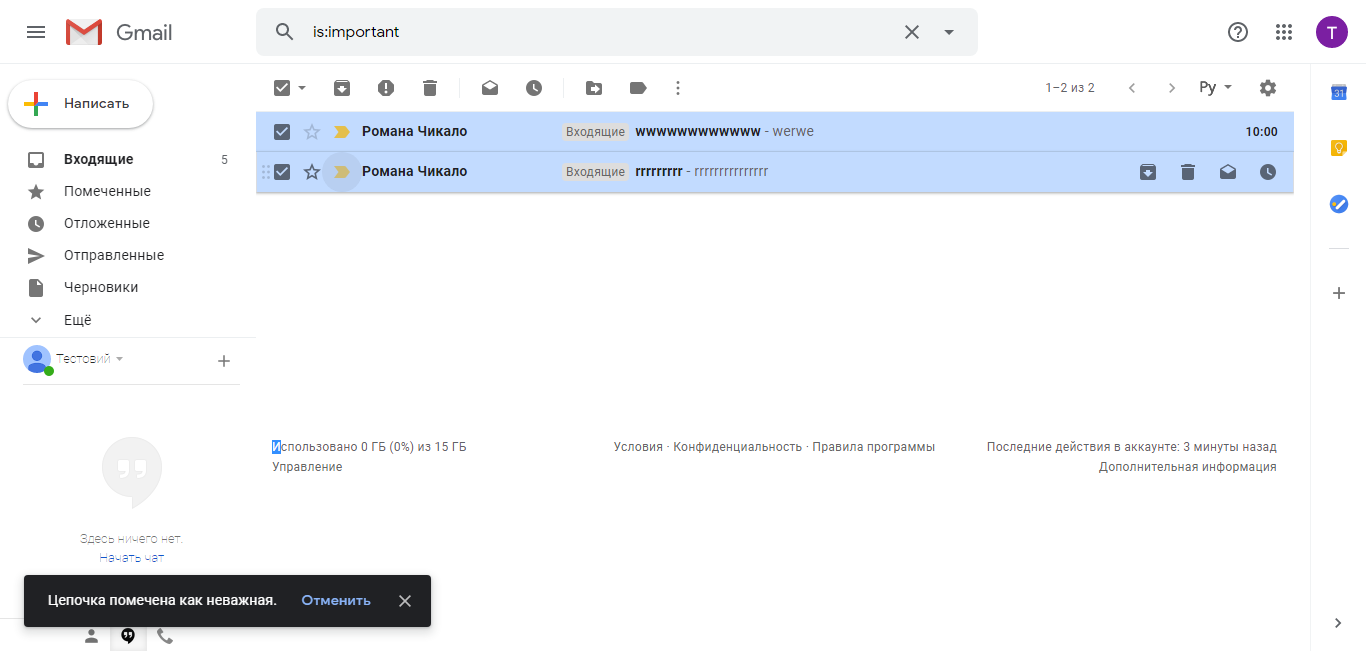 Gmail
is:important
T
Написать
1–2 из 2
Ру
Входящие 5
Помеченные
Отложенные
Отправленные
Черновики
Ещё
Тестовий
Романа Чикало Входящие wwwwwwwwwwww - werwe 10:00
Романа Чикало Входящие rrrrrrrrr - rrrrrrrrrrrrrrr
31
Использовано 0 ГБ (0%) из 15 ГБ
Управление
Условия · Конфиденциальность · Правила программы
Последние действия в аккаунте: 3 минуты назад
Дополнительная информация
Здесь ничего нет.
Начать чат
Цепочка помечена как неважная. Отменить